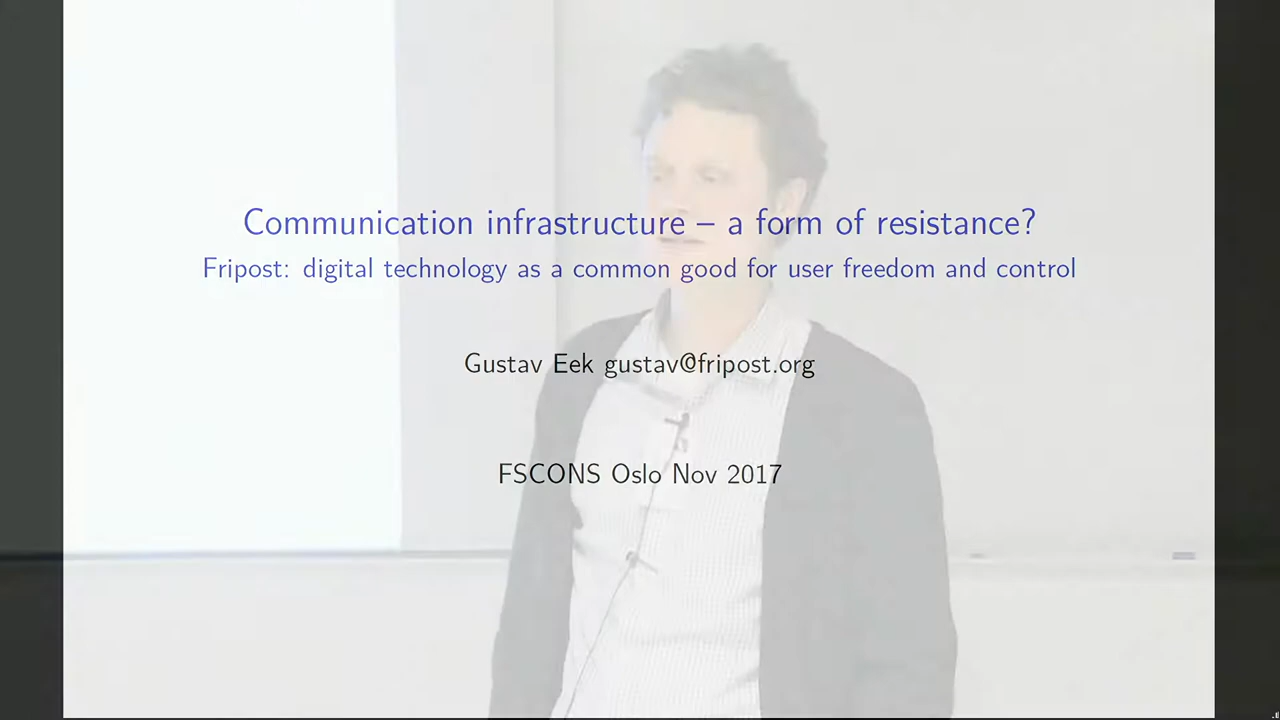 Communication infrastructure – a form of resistance?
Fripost: digital technology as a common good for user freedom and control
Gustav Eek gustav@fripost.org
FSCONS Oslo Nov 2017